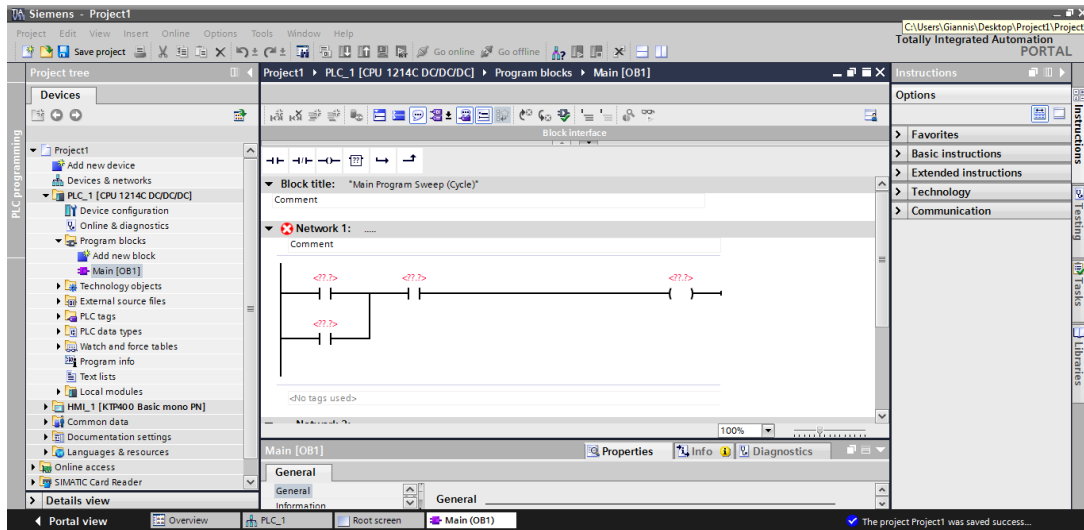 Siemens - Project1
C:\Users\Giannis\Desktop\Project1\Project
Project Edit View Insert Online Options Tools Window Help
Totally Integrated Automation
PORTAL
Save project Go online Go offline
Project tree
Devices
PLC programming
Project1
Add new device
Devices & networks
PLC_1 [CPU 1214C DC/DC/DC]
Device configuration
Online & diagnostics
Program blocks
Add new block
Main [OB1]
Technology objects
External source files
PLC tags
PLC data types
Watch and force tables
Program info
Text lists
Local modules
HMI_1 [KTP400 Basic mono PN]
Common data
Documentation settings
Languages & resources
Online access
SIMATIC Card Reader
Details view
Project1 PLC_1 [CPU 1214C DC/DC/DC] Program blocks Main [OB1]
Block interface
Block title: "Main Program Sweep (Cycle)"
Comment
Network 1: .....
Comment
<??.?> <??.?> <??.?>
<??.?>
<No tags used>
100%
Main [OB1]
Properties Info Diagnostics
General
General
Information
General
Instructions
Options
Favorites
Basic instructions
Extended instructions
Technology
Communication
Instructions
Testing
Tasks
Libraries
Portal view Overview PLC_1 Root screen Main (OB1) The project Project1 was saved success...